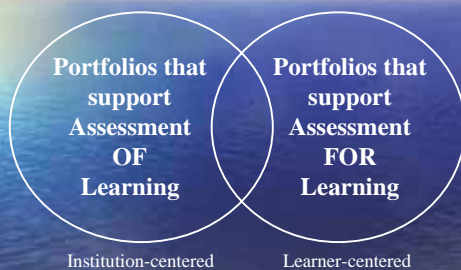 Portfolios that
support
Assessment
OF
Learning
Portfolios that
support
Assessment
FOR
Learning
Institution-centered
Learner-centered